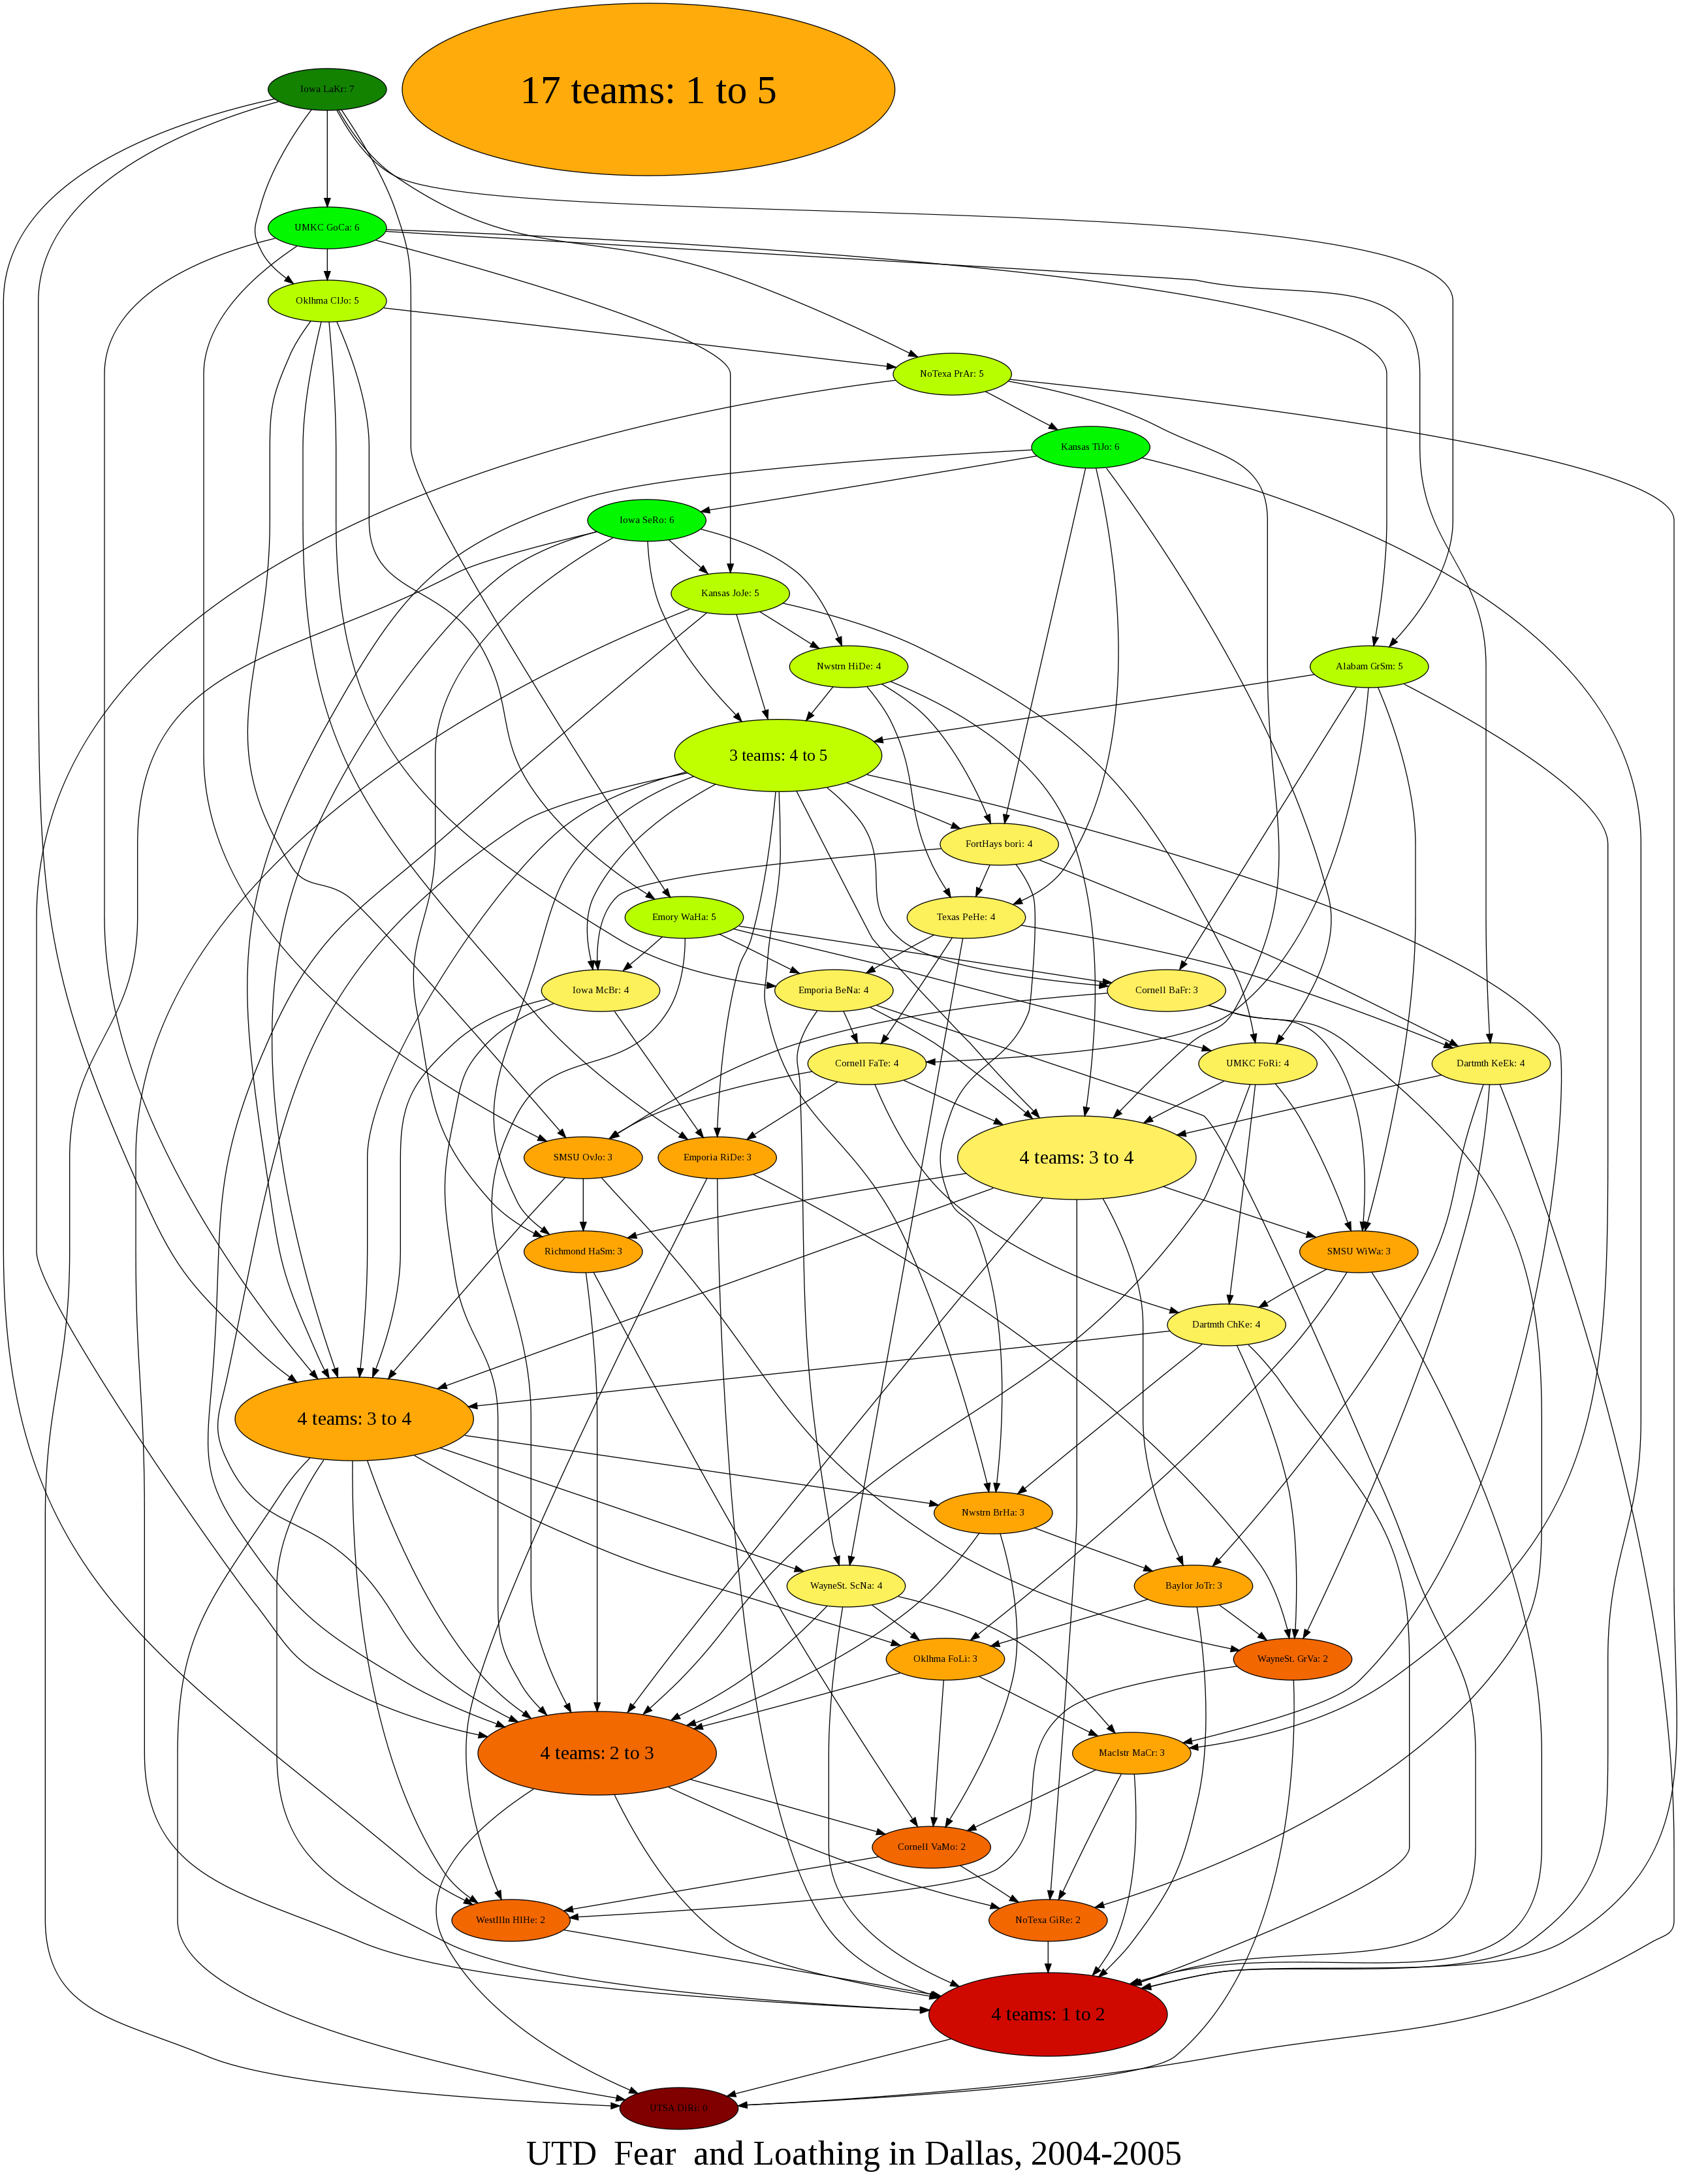 17 teams: 1 to 5
Iowa LaKr: 7
UMKC GoCa: 6
Oklhma ClJo: 5
NoTexa PrAr: 5
Kansas TiJo: 6
Iowa SeRo: 6
Kansas JoJe: 5
Nwstrn HiDe: 4
Alabam GrSm: 5
3 teams: 4 to 5
FortHays bori: 4
Emory WaHa: 5
Texas PeHe: 4
Iowa McBr: 4
Emporia BeNa: 4
Cornell BaFr: 3
Cornell FaTe: 4
UMKC FoRi: 4
Dartmth KeEk: 4
SMSU OvJo: 3
Emporia RiDe: 3
4 teams: 3 to 4
Richmond HaSm: 3
SMSU WiWa: 3
Dartmth ChKe: 4
4 teams: 3 to 4
Nwstrn BrHa: 3
WayneSt. ScNa: 4
Baylor JoTr: 3
Oklhma FoLi: 3
WayneSt. GrVa: 2
4 teams: 2 to 3
Maclstr MaCr: 3
Cornell VaMo: 2
WestIlln HlHe: 2
NoTexa GiRe: 2
4 teams: 1 to 2
UTSA DiRi: 0
UTD  Fear  and Loathing in Dallas, 2004-2005